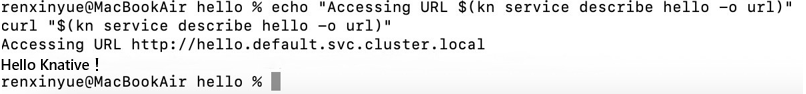 renxinyue@MacBookAir hello % echo "Accessing URL $(kn service describe hello -o url)"
curl "$(kn service describe hello -o url)"
Accessing URL http://hello.default.svc.cluster.local
Hello Knative！
renxinyue@MacBookAir hello %